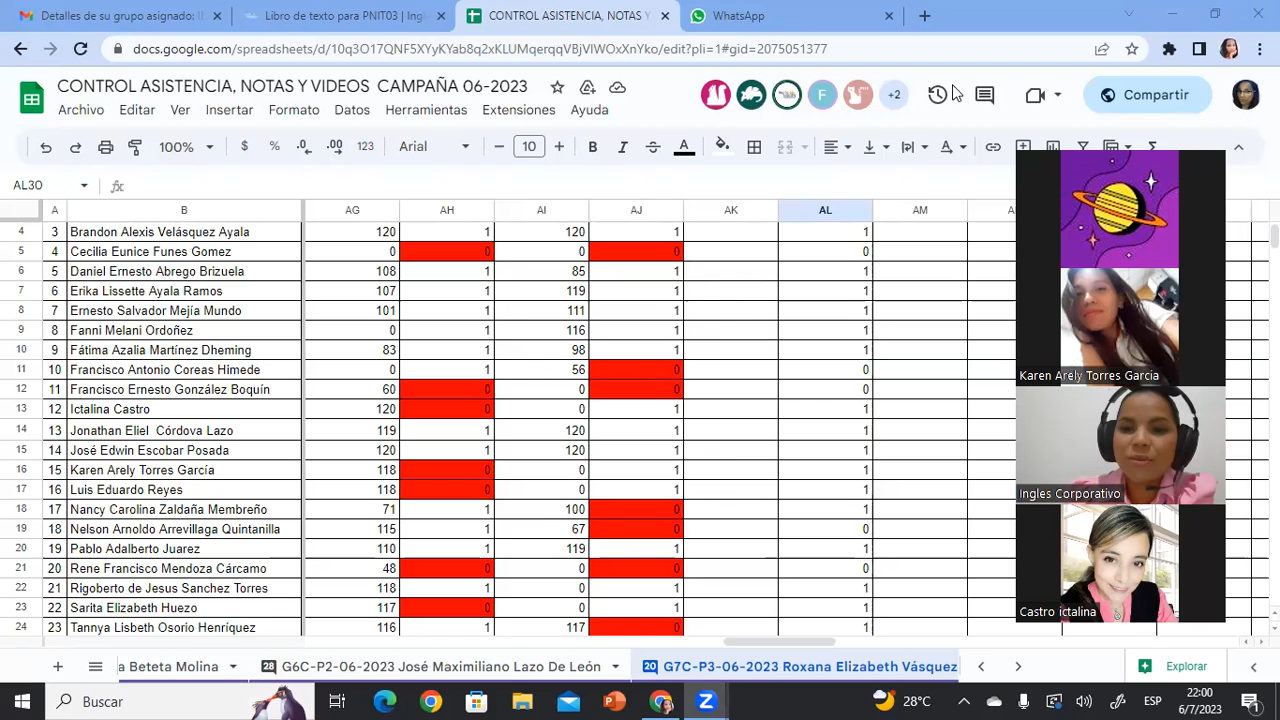 Detalles de su grupo asignado: II
Libro de texto para PNIT03 | Ingl
CONTROL ASISTENCIA, NOTAS Y
WhatsApp
docs.google.com/spreadsheets/d/10q3O17QNF5XYyKYab8q2xKLUMqerqqVBjVIWOxXnYko/edit?pli=1#gid=2075051377
CONTROL ASISTENCIA, NOTAS Y VIDEOS CAMPAÑA 06-2023
F +2 Compartir
Archivo Editar Ver Insertar Formato Datos Herramientas Extensiones Ayuda
100% $ % .0 .00 123 Arial 10 B I A
AL30 fx
A B AG AH AI AJ AK AL AM
4 3 Brandon Alexis Velásquez Ayala 120 1 120 1 1
5 4 Cecilia Eunice Funes Gomez 0 0 0 0 0
6 5 Daniel Ernesto Abrego Brizuela 108 1 85 1 1
7 6 Erika Lissette Ayala Ramos 107 1 119 1 1
8 7 Ernesto Salvador Mejía Mundo 101 1 111 1 1
9 8 Fanni Melani Ordoñez 0 1 116 1 1
10 9 Fátima Azalia Martínez Dheming 83 1 98 1 1
11 10 Francisco Antonio Coreas Himede 0 1 56 0 0
12 11 Francisco Ernesto González Boquín 60 0 0 0 0
13 12 Ictalina Castro 120 0 0 1 1
14 13 Jonathan Eliel Córdova Lazo 119 1 120 1 1
15 14 José Edwin Escobar Posada 120 1 120 1 1
16 15 Karen Arely Torres García 118 0 0 1 1
17 16 Luis Eduardo Reyes 118 0 0 1 1
18 17 Nancy Carolina Zaldaña Membreño 71 1 100 0 1
19 18 Nelson Arnoldo Arrevillaga Quintanilla 115 1 67 0 0
20 19 Pablo Adalberto Juarez 110 1 119 1 1
21 20 Rene Francisco Mendoza Cárcamo 48 0 0 0 0
22 21 Rigoberto de Jesus Sanchez Torres 118 1 0 1 1
23 22 Sarita Elizabeth Huezo 117 0 0 1 1
24 23 Tannya Lisbeth Osorio Henríquez 116 1 117 0 1
Karen Arely Torres Garcia
Ingles Corporativo
Castro ictalina
a Beteta Molina 28 G6C-P2-06-2023 José Maximiliano Lazo De León 20 G7C-P3-06-2023 Roxana Elizabeth Vásquez Explorar
Buscar 28°C ESP 22:00
6/7/2023 1